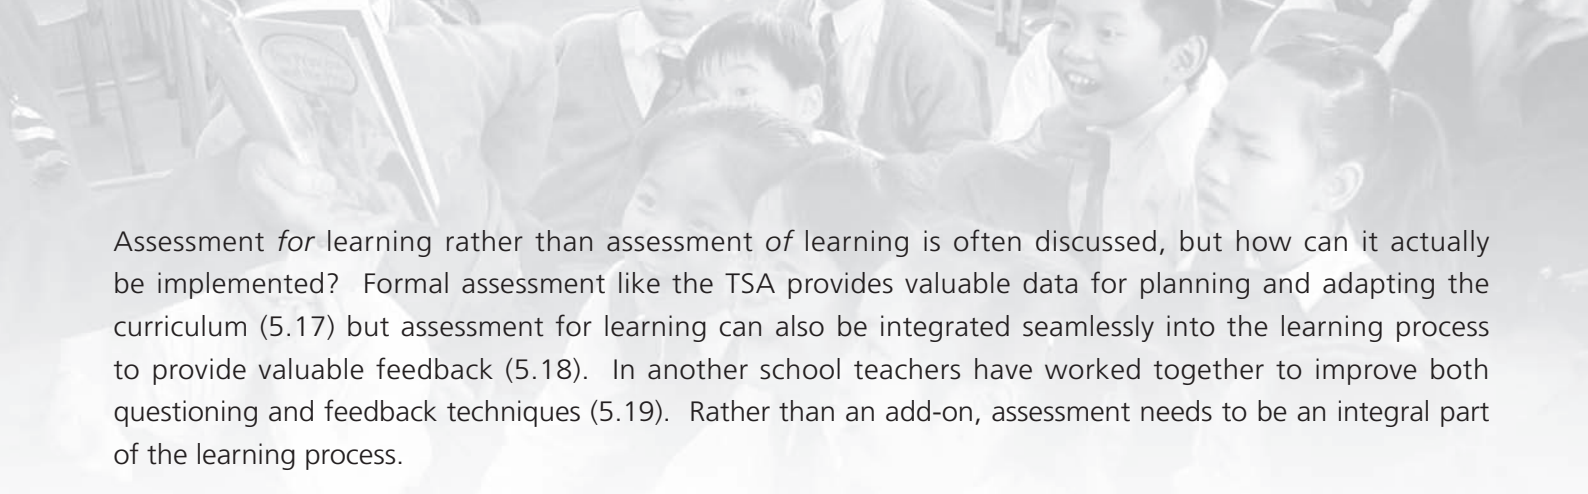 Assessment for learning rather than assessment of learning is often discussed, but how can it actually
be implemented? Formal assessment like the TSA provides valuable data for planning and adapting the
curriculum (5.17) but assessment for learning can also be integrated seamlessly into the learning process
to provide valuable feedback (5.18). In another school teachers have worked together to improve both
questioning and feedback techniques (5.19). Rather than an add-on, assessment needs to be an integral part
of the learning process.